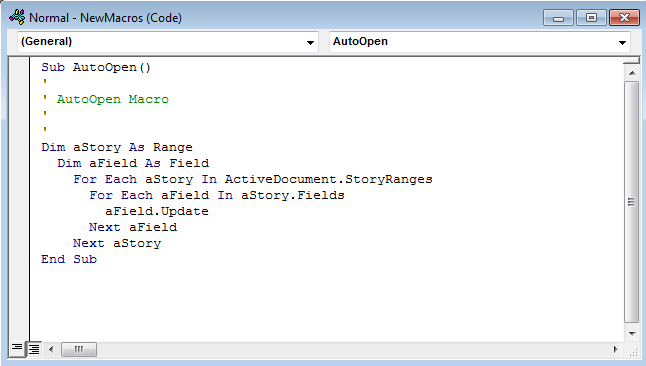 Normal - NewMacros (Code)
(General) AutoOpen
Sub AutoOpen()
'
' AutoOpen Macro
'
'
Dim aStory As Range
Dim aField As Field
For Each aStory In ActiveDocument.StoryRanges
For Each aField In aStory.Fields
aField.Update
Next aField
Next aStory
End Sub